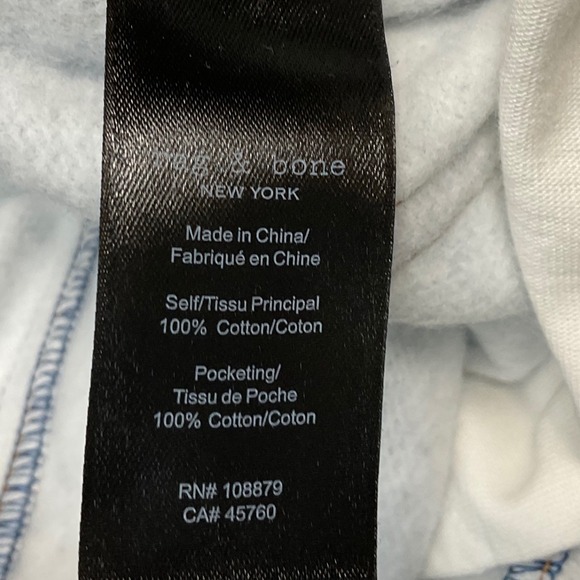 rag & bone
NEW YORK
Made in China/
Fabriqué en Chine
Self/Tissu Principal
100% Cotton/Coton
Pocketing/
Tissu de Poche
100% Cotton/Coton
RN# 108879
CA# 45760